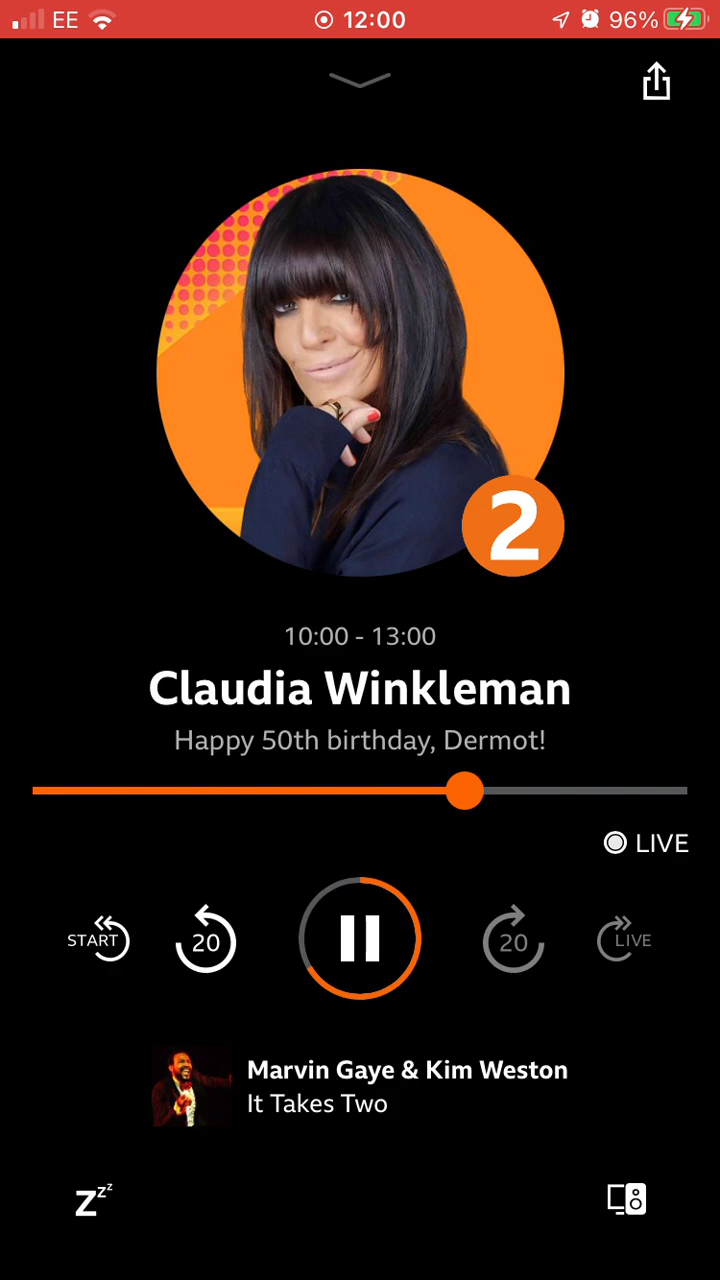 EE 12:00 96%
2
10:00 - 13:00
Claudia Winkleman
Happy 50th birthday, Dermot!
LIVE
START 20 20 LIVE
Marvin Gaye & Kim Weston
It Takes Two
Zzz